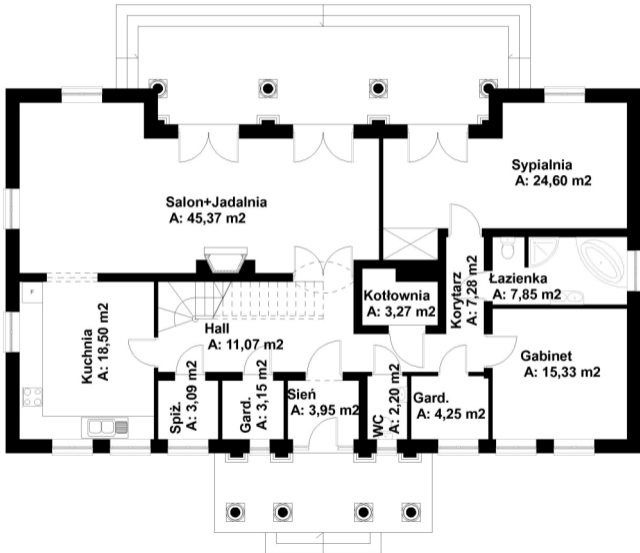 Sypialnia
A: 24,60 m2
Salon+Jadalnia
A: 45,37 m2
Łazienka
A: 7,85 m2
Korytarz
A: 7,28 m2
Kotłownia
A: 3,27 m2
Hall
A: 11,07 m2
Kuchnia
A: 18,50 m2
F
Gabinet
A: 15,33 m2
Spiż.
A: 3,09 m2
Gard.
A: 3,15 m2
Sień
A: 3,95 m2
WC
A: 2,20 m2
Gard.
A: 4,25 m2